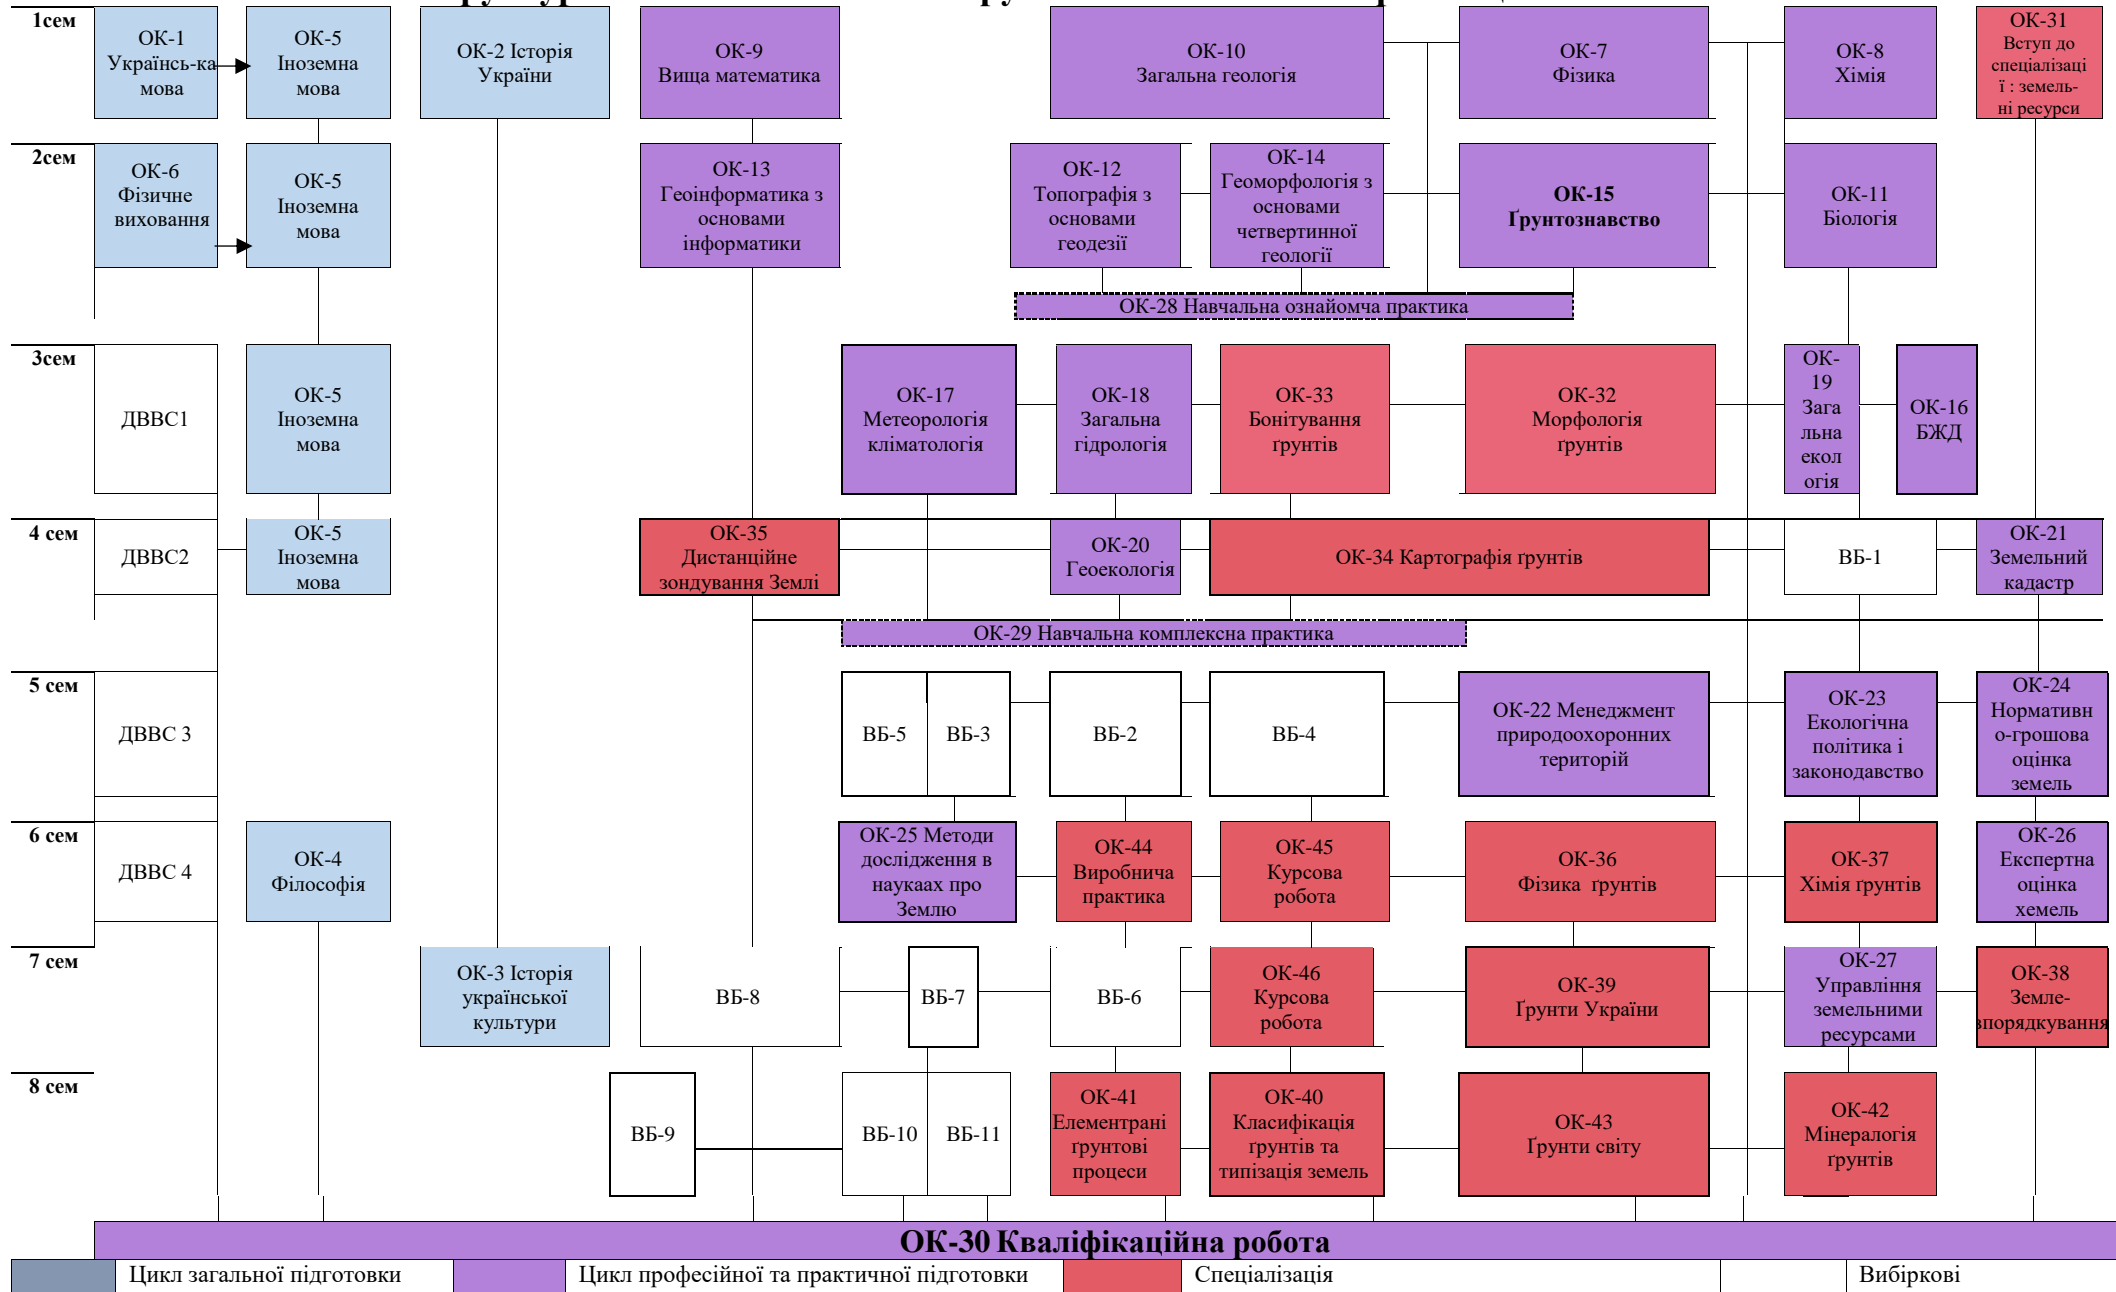 1сем
ОК-1
Українсь-ка
мова
ОК-5
Іноземна
мова
ОК-2 Історія
України
ОК-9
Вища математика
ОК-10
Загальна геологія
ОК-7
Фізика
ОК-8
Хімія
ОК-31
Вступ до
спеціалізаці
ї : земель-
ні ресурси
2сем
ОК-6
Фізичне
виховання
ОК-5
Іноземна
мова
ОК-13
Геоінформатика з
основами
інформатики
ОК-12
Топографія з
основами
геодезії
ОК-14
Геоморфологія з
основами
четвертинної
геології
ОК-15
Ґрунтознавство
ОК-11
Біологія
ОК-28 Навчальна ознайомча практика
3сем
ДВВС1
ОК-5
Іноземна
мова
ОК-17
Метеорологія
кліматологія
ОК-18
Загальна
гідрологія
ОК-33
Бонітування
ґрунтів
ОК-32
Морфологія
ґрунтів
ОК-
19
Зага
льна
екол
огія
ОК-16
БЖД
4 сем
ДВВС2
ОК-5
Іноземна
мова
ОК-35
Дистанційне
зондування Землі
ОК-20
Геоекологія
ОК-34 Картографія ґрунтів
ВБ-1
ОК-21
Земельний
кадастр
ОК-29 Навчальна комплексна практика
5 сем
ДВВС 3
ВБ-5
ВБ-3
ВБ-2
ВБ-4
ОК-22 Менеджмент
природоохоронних
територій
ОК-23
Екологічна
політика і
законодавство
ОК-24
Нормативн
о-грошова
оцінка
земель
6 сем
ДВВС 4
ОК-4
Філософія
ОК-25 Методи
дослідження в
наукаах про
Землю
ОК-44
Виробнича
практика
ОК-45
Курсова
робота
ОК-36
Фізика ґрунтів
ОК-37
Хімія ґрунтів
ОК-26
Експертна
оцінка
хемель
7 сем
ОК-3 Історія
української
культури
ВБ-8
ВБ-7
ВБ-6
ОК-46
Курсова
робота
ОК-39
Ґрунти України
ОК-27
Управління
земельними
ресурсами
ОК-38
Земле-
впорядкування
8 сем
ВБ-9
ВБ-10
ВБ-11
ОК-41
Елементрані
ґрунтові
процеси
ОК-40
Класифікація
ґрунтів та
типізація земель
ОК-43
Ґрунти світу
ОК-42
Мінералогія
ґрунтів
ОК-30 Кваліфікаційна робота
Цикл загальної підготовки
Цикл професійної та практичної підготовки
Спеціалізація
Вибіркові